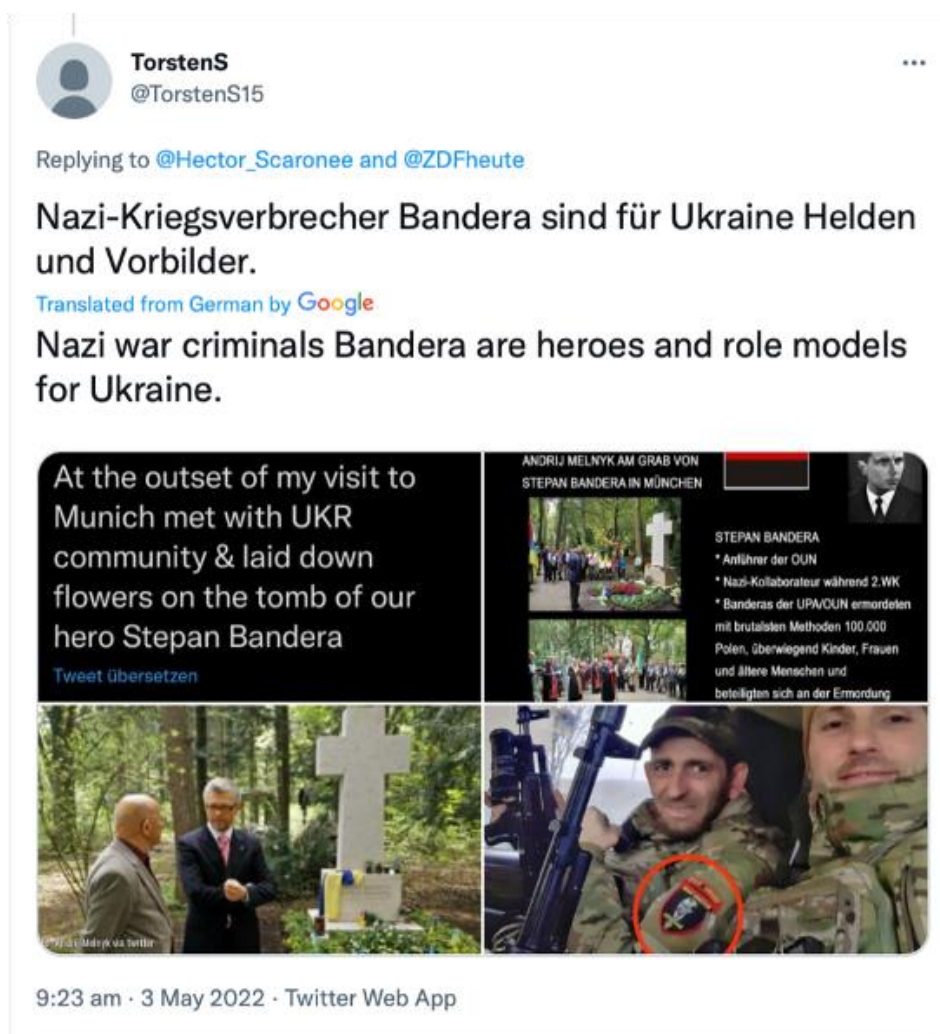 TorstenS
@TorstenS15
Replying to @Hector_Scaronee and @ZDFheute
Nazi-Kriegsverbrecher Bandera sind für Ukraine Helden
und Vorbilder.
Translated from German by Google
Nazi war criminals Bandera are heroes and role models
for Ukraine.
At the outset of my visit to
Munich met with UKR
community & laid down
flowers on the tomb of our
hero Stepan Bandera
Tweet übersetzen
ANDRIJ MELNYK AM GRAB VON
STEPAN BANDERA IN MÜNCHEN
STEPAN BANDERA
* Anführer der OUN
* Nazi-Kollaborateur während 2.WK
* Banderas der UPA/OUN ermordeten
mit brutalsten Methoden 100.000
Polen, überwiegend Kinder, Frauen
und ältere Menschen und
beteiligten sich an der Ermordung
Melnyk via Twitter
9:23 am · 3 May 2022 · Twitter Web App